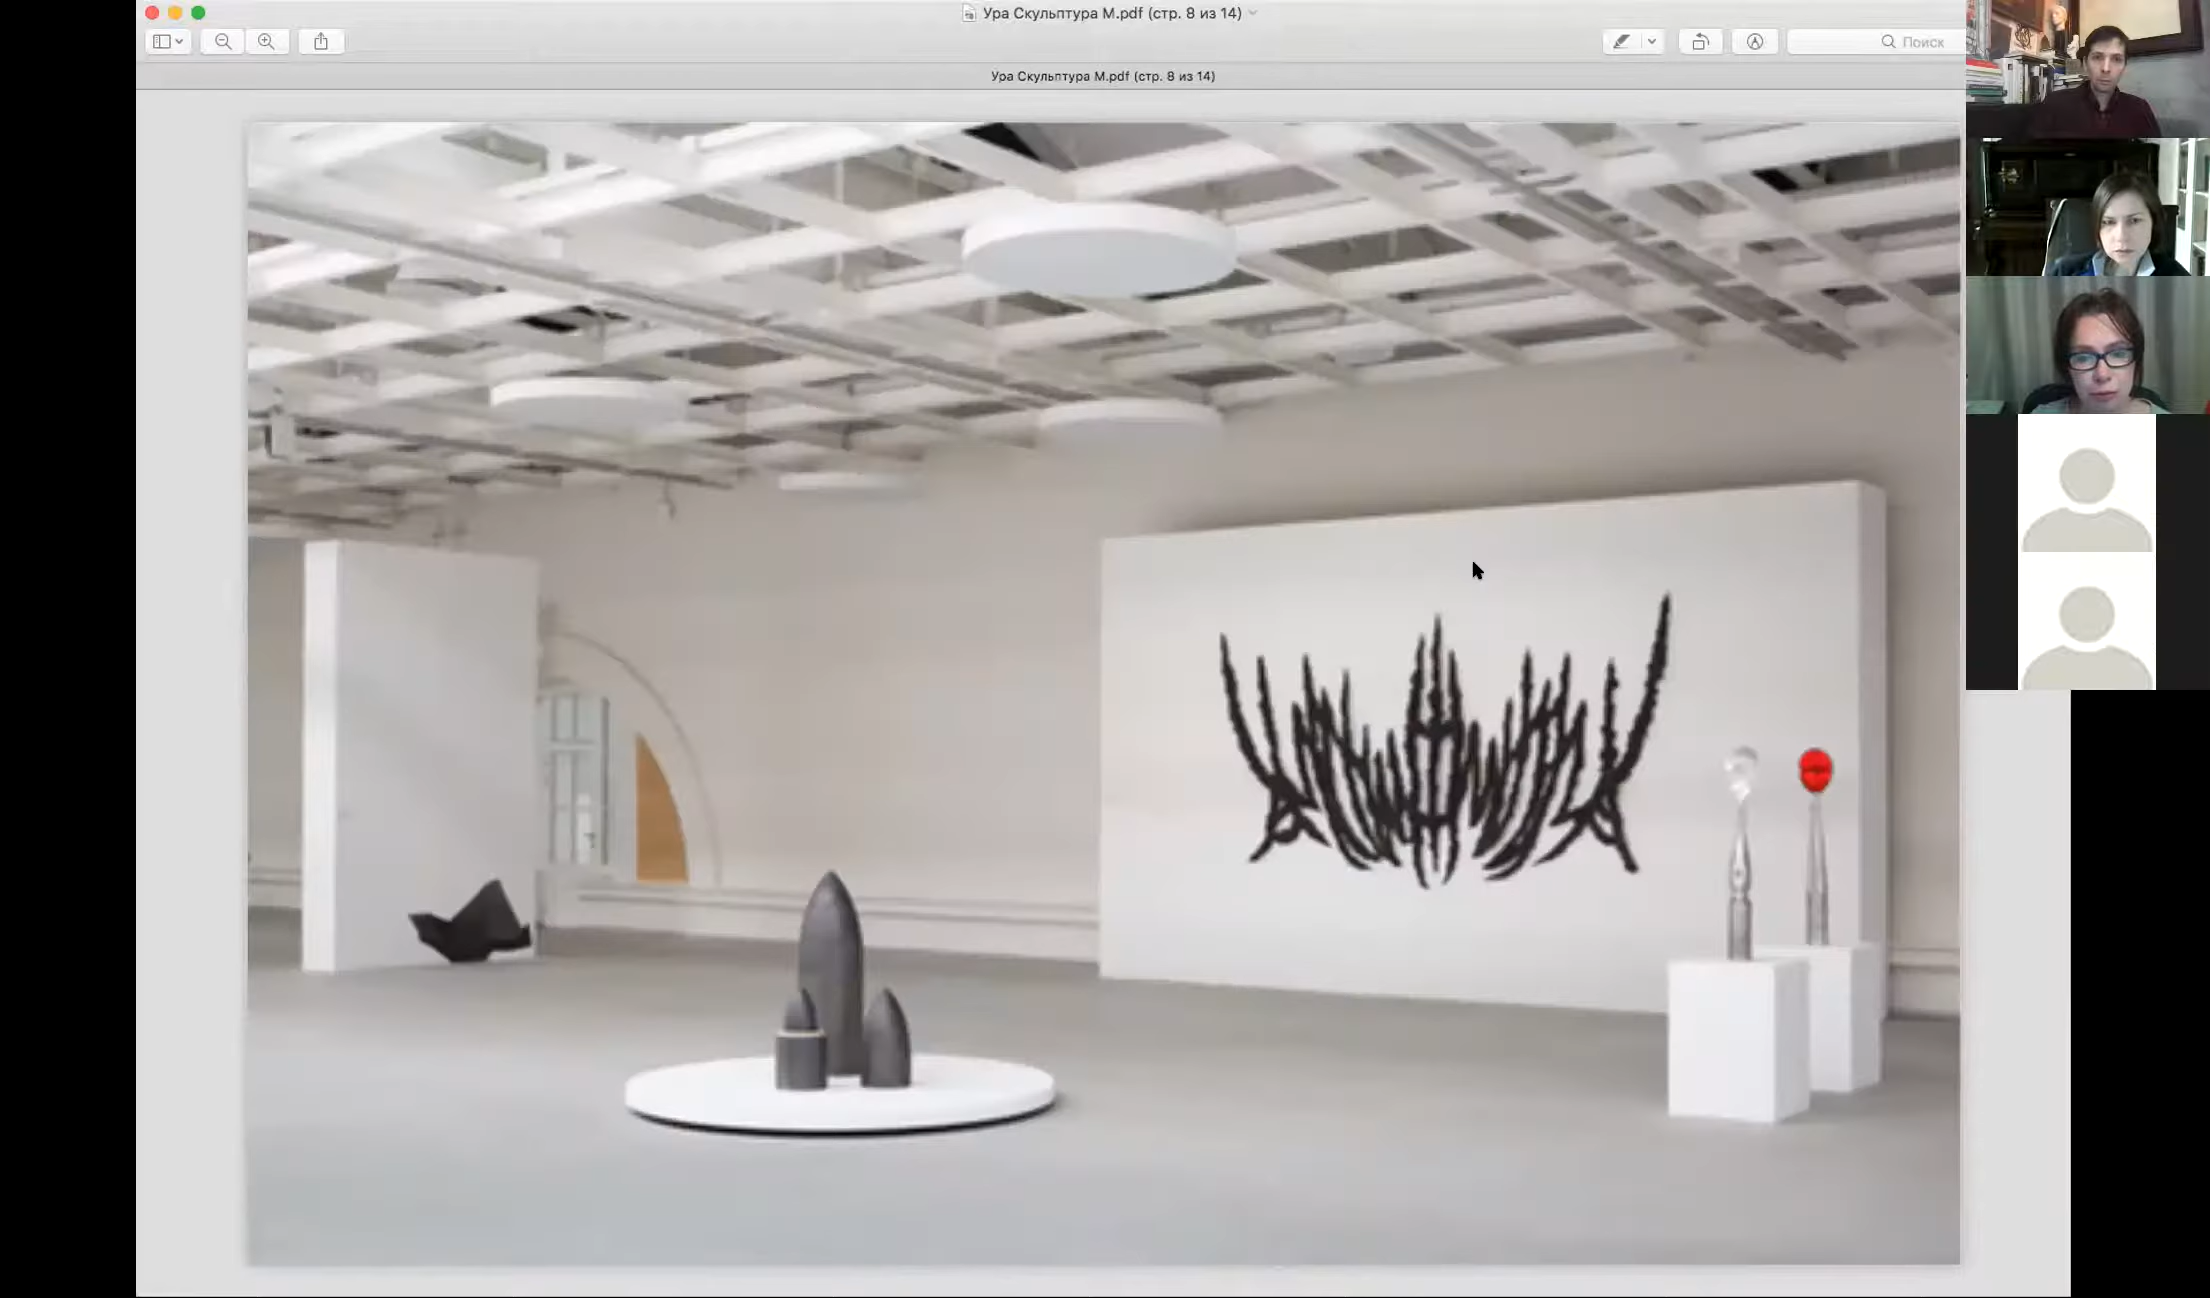 Ура Скульптура М.pdf (стр. 8 из 14)
Поиск
Ура Скульптура М.pdf (стр. 8 из 14)